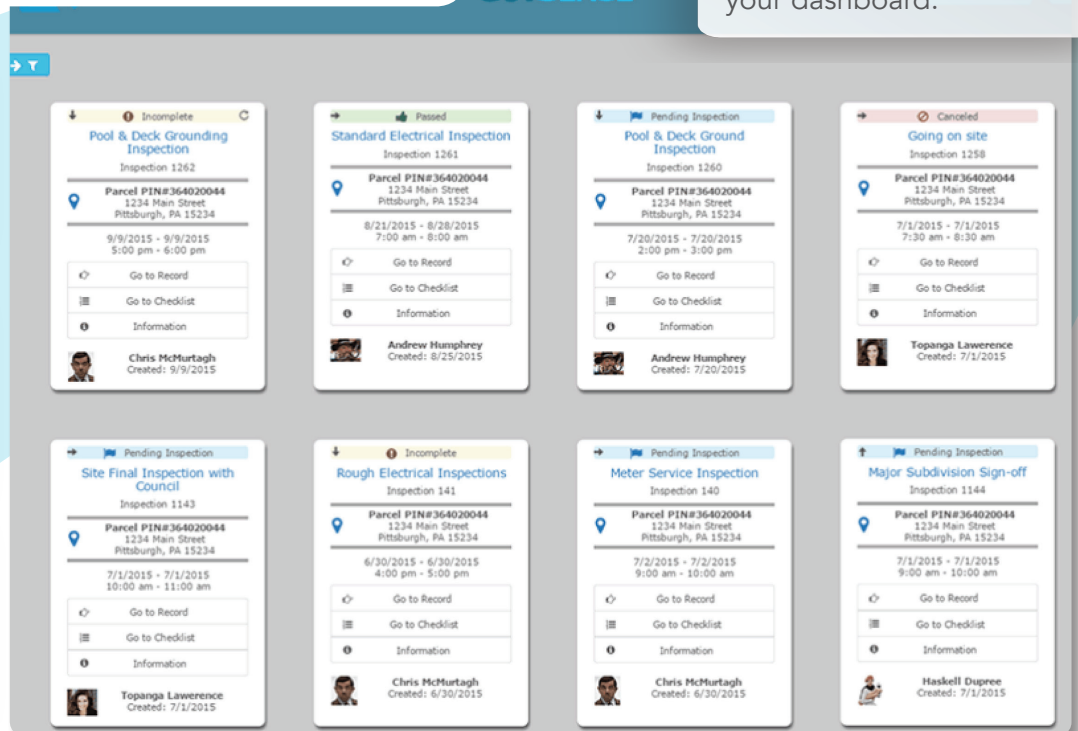 your dashboard.
Incomplete
Pool & Deck Grounding
Inspection
Inspection 1262
Parcel PIN#364020044
1234 Main Street
Pittsburgh, PA 15234
9/9/2015 - 9/9/2015
5:00 pm - 6:00 pm
Go to Record
Go to Checklist
Information
Chris McMurtagh
Created: 9/9/2015
Passed
Standard Electrical Inspection
Inspection 1261
Parcel PIN#364020044
1234 Main Street
Pittsburgh, PA 15234
8/21/2015 - 8/28/2015
7:00 am - 8:00 am
Go to Record
Go to Checklist
Information
Andrew Humphrey
Created: 8/25/2015
Pending Inspection
Pool & Deck Ground
Inspection
Inspection 1260
Parcel PIN#364020044
1234 Main Street
Pittsburgh, PA 15234
7/20/2015 - 7/20/2015
2:00 pm - 3:00 pm
Go to Record
Go to Checklist
Information
Andrew Humphrey
Created: 7/20/2015
Canceled
Going on site
Inspection 1258
Parcel PIN#364020044
1234 Main Street
Pittsburgh, PA 15234
7/1/2015 - 7/1/2015
7:30 am - 8:30 am
Go to Record
Go to Checklist
Information
Topanga Lawerence
Created: 7/1/2015
Pending Inspection
Site Final Inspection with
Council
Inspection 1143
Parcel PIN#364020044
1234 Main Street
Pittsburgh, PA 15234
7/1/2015 - 7/1/2015
10:00 am - 11:00 am
Go to Record
Go to Checklist
Information
Topanga Lawerence
Created: 7/1/2015
Incomplete
Rough Electrical Inspections
Inspection 141
Parcel PIN#364020044
1234 Main Street
Pittsburgh, PA 15234
6/30/2015 - 6/30/2015
4:00 pm - 5:00 pm
Go to Record
Go to Checklist
Information
Chris McMurtagh
Created: 6/30/2015
Pending Inspection
Meter Service Inspection
Inspection 140
Parcel PIN#364020044
1234 Main Street
Pittsburgh, PA 15234
7/2/2015 - 7/2/2015
9:00 am - 10:00 am
Go to Record
Go to Checklist
Information
Chris McMurtagh
Created: 6/30/2015
Pending Inspection
Major Subdivision Sign-off
Inspection 1144
Parcel PIN#364020044
1234 Main Street
Pittsburgh, PA 15234
7/1/2015 - 7/1/2015
9:00 am - 10:00 am
Go to Record
Go to Checklist
Information
Haskell Dupree
Created: 7/1/2015